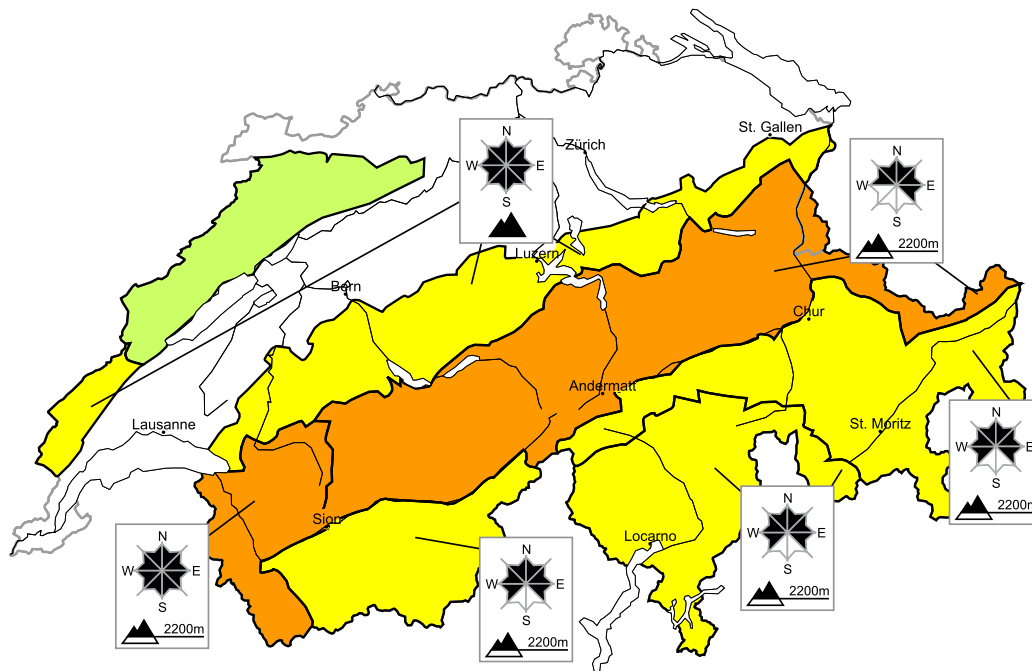 St. Gallen
Zürich
N
W E
S
N
W E
S
2200m
Luzern
Bern
Chur
Andermatt
Lausanne
St. Moritz
N
W E
S
2200m
Sion
Locarno
N
W E
S
2200m
N
W E
S
2200m
N
W E
S
2200m